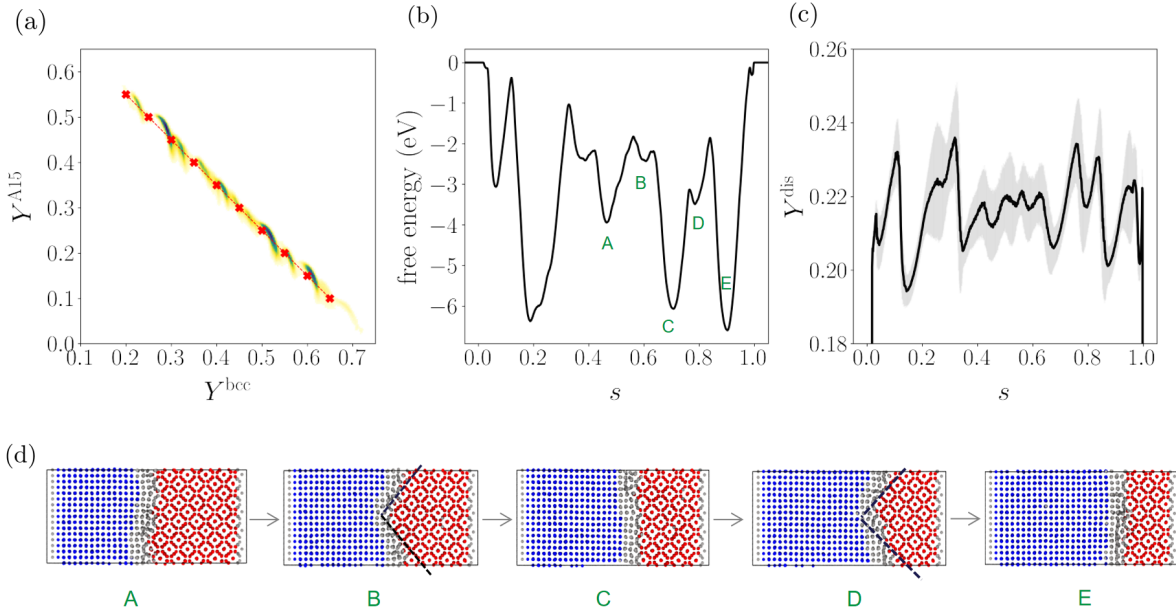 (a)
0.6
0.5
0.4
0.3
0.2
0.1
0.0
0.1 0.2 0.3 0.4 0.5 0.6 0.7
Y^A15
Y^bcc
(b)
0
−1
−2
−3
−4
−5
−6
0.0 0.2 0.4 0.6 0.8 1.0
free energy (eV)
s
A
B
C
D
E
(c)
0.26
0.24
0.22
0.20
0.18
0.0 0.2 0.4 0.6 0.8 1.0
Y^dis
s
(d)
A B C D E